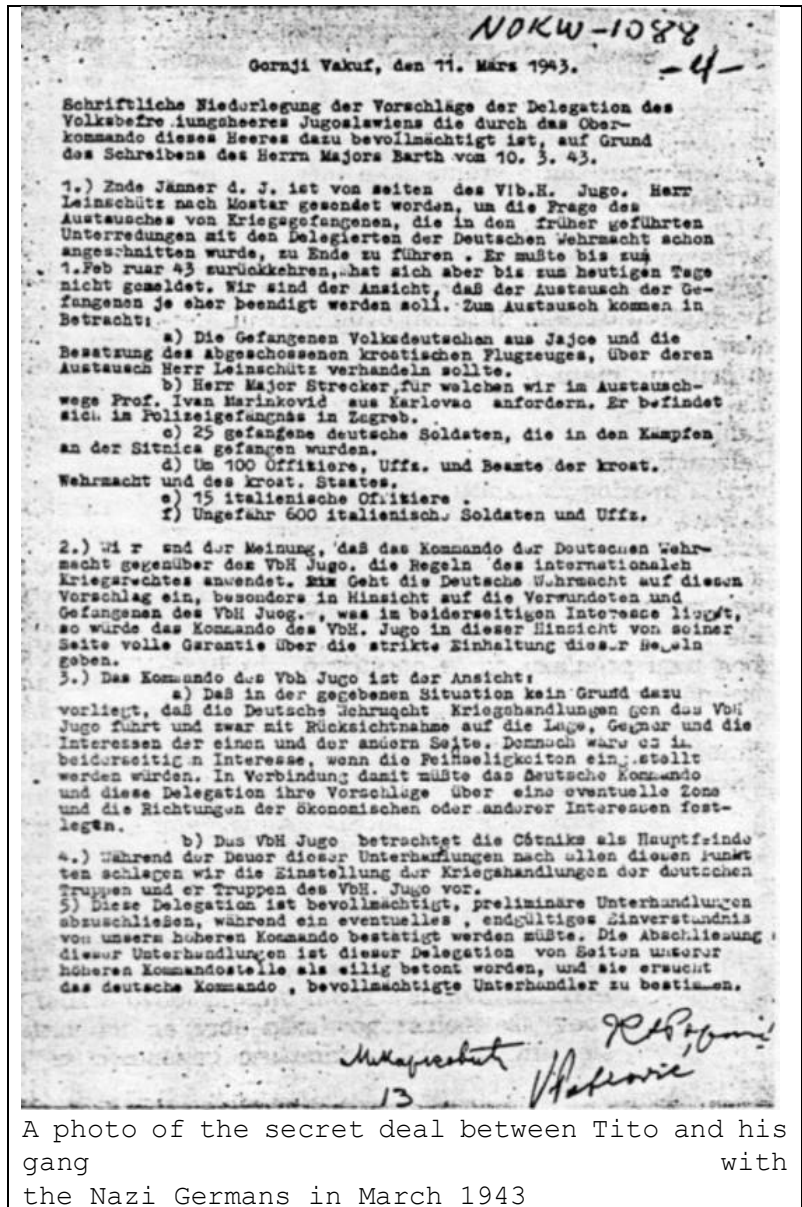 NOKW-1088
Gornji Vakuf, den 11. Mars 1943.
-4-
Schriftliche Niederlegung der Vorschläge der Delegation des
Volksbefre iungsheeres Jugoslawiens die durch das Ober-
kommando dieses Heeres dazu bevollmächtigt ist, auf Grund
des Schreibens des Herrn Majors Barth vom 10. 3. 43.
1.) Ende Jänner d. J. ist von seiten des Vlb.H. Jugo. Herr
Leinschütz nach Mostar gesendet worden, um die Frage des
Austausches von Kriegsgefangenen, die in den früher geführten
Unterredungen mit den Delegierten der Deutschen Wehrmacht schon
angeschnitten wurde, zu Ende zu führen . Er mußte bis zum
1.Feb ruar 43 zurückkehren, hat sich aber bis zum heutigen Tage
nicht gemeldet. Wir sind der Ansicht, daß der Austausch der Ge-
fangenen je eher beendigt werden soll. Zum Austausch kommen in
Betracht:
a) Die Gefangenen Volksdeutschen aus Jajce und die
Besatzung des abgeschossenen kroatischen Flugzeuges, über deren
Austausch Herr Leinschütz verhandeln sollte.
b) Herr Major Strecker,für welchen wir im Austausch-
wege Prof. Ivan Marinković aus Karlovac anfordern. Er befindet
sich im Polizeigefängnas in Zagreb.
c) 25 gefangene deutsche Soldaten, die in den Kämpfen
an der Sitnica gefangen wurden.
d) Um 100 Offiziere, Uffz. und Beamte der kroat.
Wehrmacht und des kroat. Staates.
e) 15 italienische Offiziere .
f) Ungefähr 600 italienische Soldaten und Uffz.
2.) Wi r snd der Meinung, daß das Kommando der Deutschen Wehr-
macht gegenüber dem VbH Jugo. die Regeln des internationaleh
Kriegsrechtes anwendet. Geht die Deutsche Wehrmacht auf diesen
Vorschlag ein, besonders in Hinsicht auf die Verwundeten und
Gefangenen des VbH Juog. , was im beiderseitigen Interesse liegt,
so würde das Kommando des VbH. Jugo in dieser Hinsicht von seiner
Seite volle Garantie über die strikte Einhaltung dieser Regeln
geben.
3.) Das Kommando des Vbh Jugo ist der Ansicht:
a) Daß in der gegebenen Situation kein Grund dazu
vorliegt, daß die Deutsche Wehrmacht Kriegshandlungen gen das VbH
Jugo führt und zwar mit Rücksichtnahme auf die Lage, Gegner und die
Interessen der einen und der andern Seite. Demnach wäre es im
beiderseitig n Interesse, wenn die Feindseligkeiten eingestellt
werden würden. In Verbindung damit müßte das deutsche Kommando
und diese Delegation ihre Vorschläge über eine eventuelle Zone
und die Richtungen der ökonomischen oder anderer Interessen fest-
legen.
b) Das VbH Jugo betrachtet die Cetniks als Hauptfeinde
4.) Während der Dauer dieser Unterhandlungen nach allen diesen Punkt
ten schlagen wir die Einstellung der Kriegshandlungen der deutschen
Truppen und er Truppen des VbH. Jugo vor.
5) Diese Delegation ist bevollmächtigt, preliminäre Unterhandlungen
abzuschließen, während ein eventuelles , endgültiges Einverständnis
von unserm höheren Kommando bestätigt werden müßte. Die Abschließung
dieser Unterhandlungen ist dieser Delegation von Seiten unserer
höheren Kommandostelle als eilig betont worden, und sie ersucht
das deutsche Kommando , bevollmächtigte Unterhändler zu bestimmen.
13
A photo of the secret deal between Tito and his
gang with
the Nazi Germans in March 1943